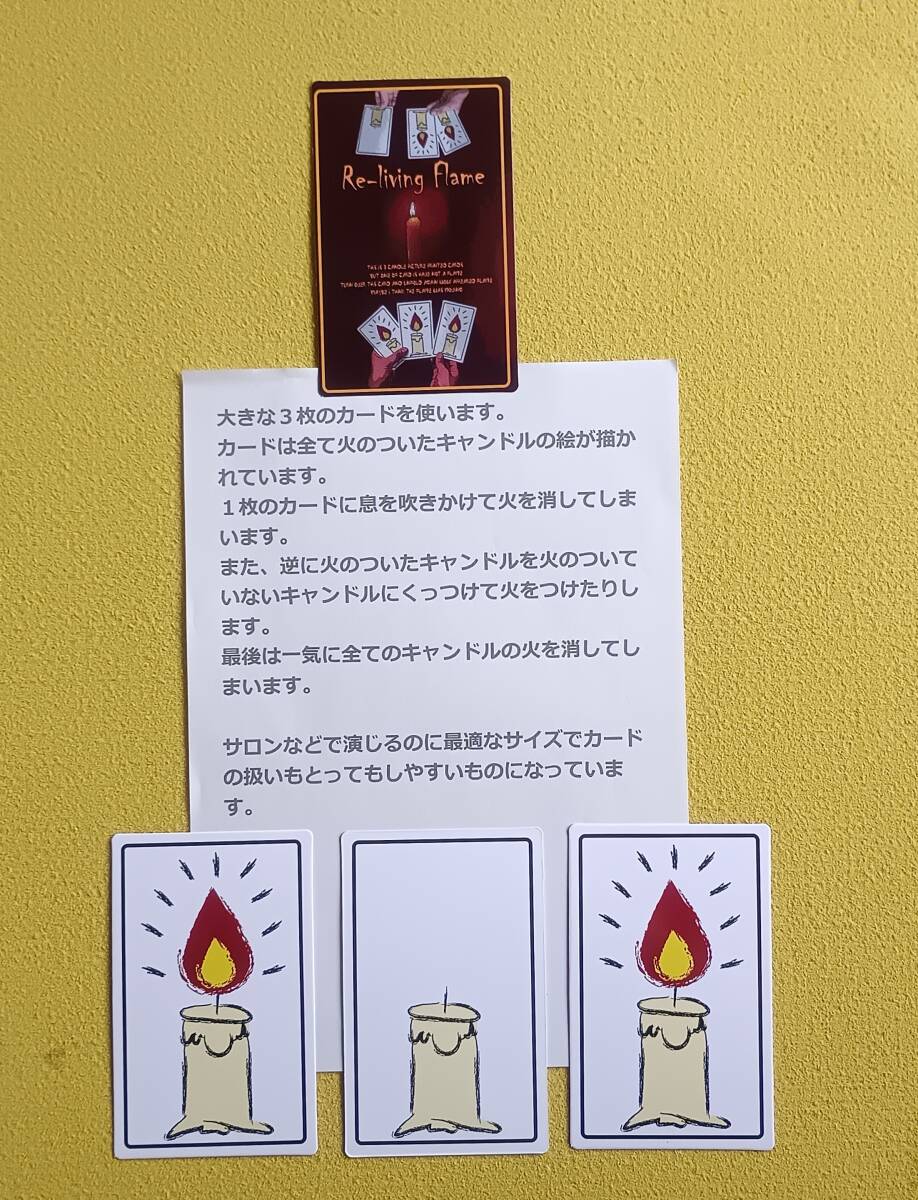 Re-living Flame
THIS IS 3 CANDLE PICTURE PRINTED CARDS
大きな３枚のカードを使います。
カードは全て火のついたキャンドルの絵が描か
れています。
１枚のカードに息を吹きかけて火を消してしま
います。
また、逆に火のついたキャンドルを火のついて
いないキャンドルにくっつけて火をつけたりし
ます。
最後は一気に全てのキャンドルの火を消してし
まいます。
サロンなどで演じるのに最適なサイズでカード
の扱いもとってもしやすいものになっていま
す。